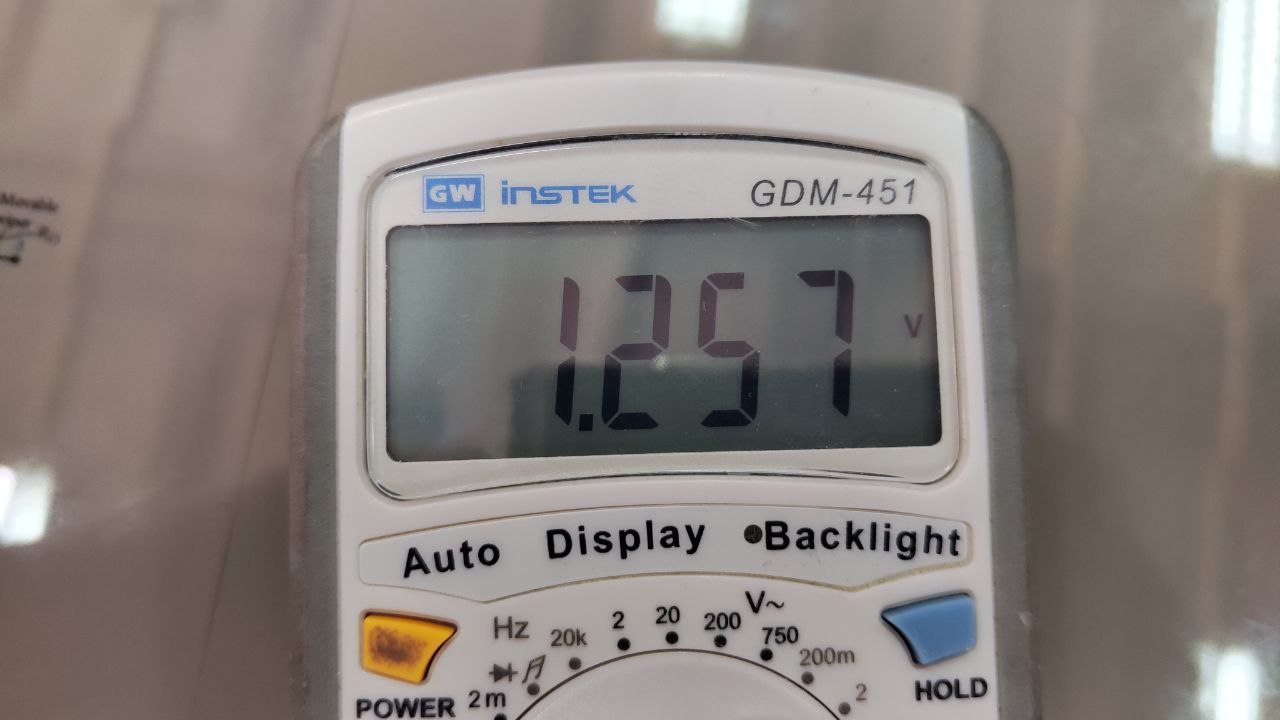 GW INSTEK GDM-451
1.257 V
Auto Display Backlight
Hz 20k 2 20 200 V~ 750 200m 2
2m
POWER HOLD
Movable